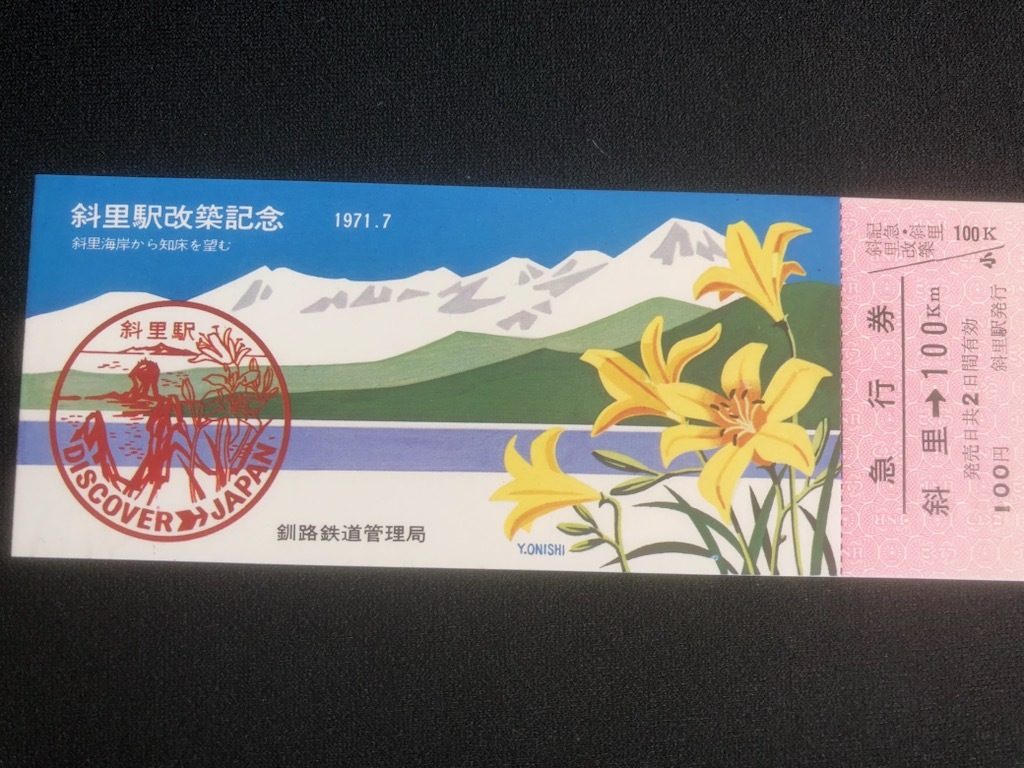 斜里駅改築記念
1971.7
斜里海岸から知床を望む
斜里駅
DISCOVER JAPAN
釧路鉄道管理局
Y.ONISHI
記急・斜里
斜里改築
100K
小
急行券
斜里→100Km
発売日共2日間有効
100円
斜里駅発行